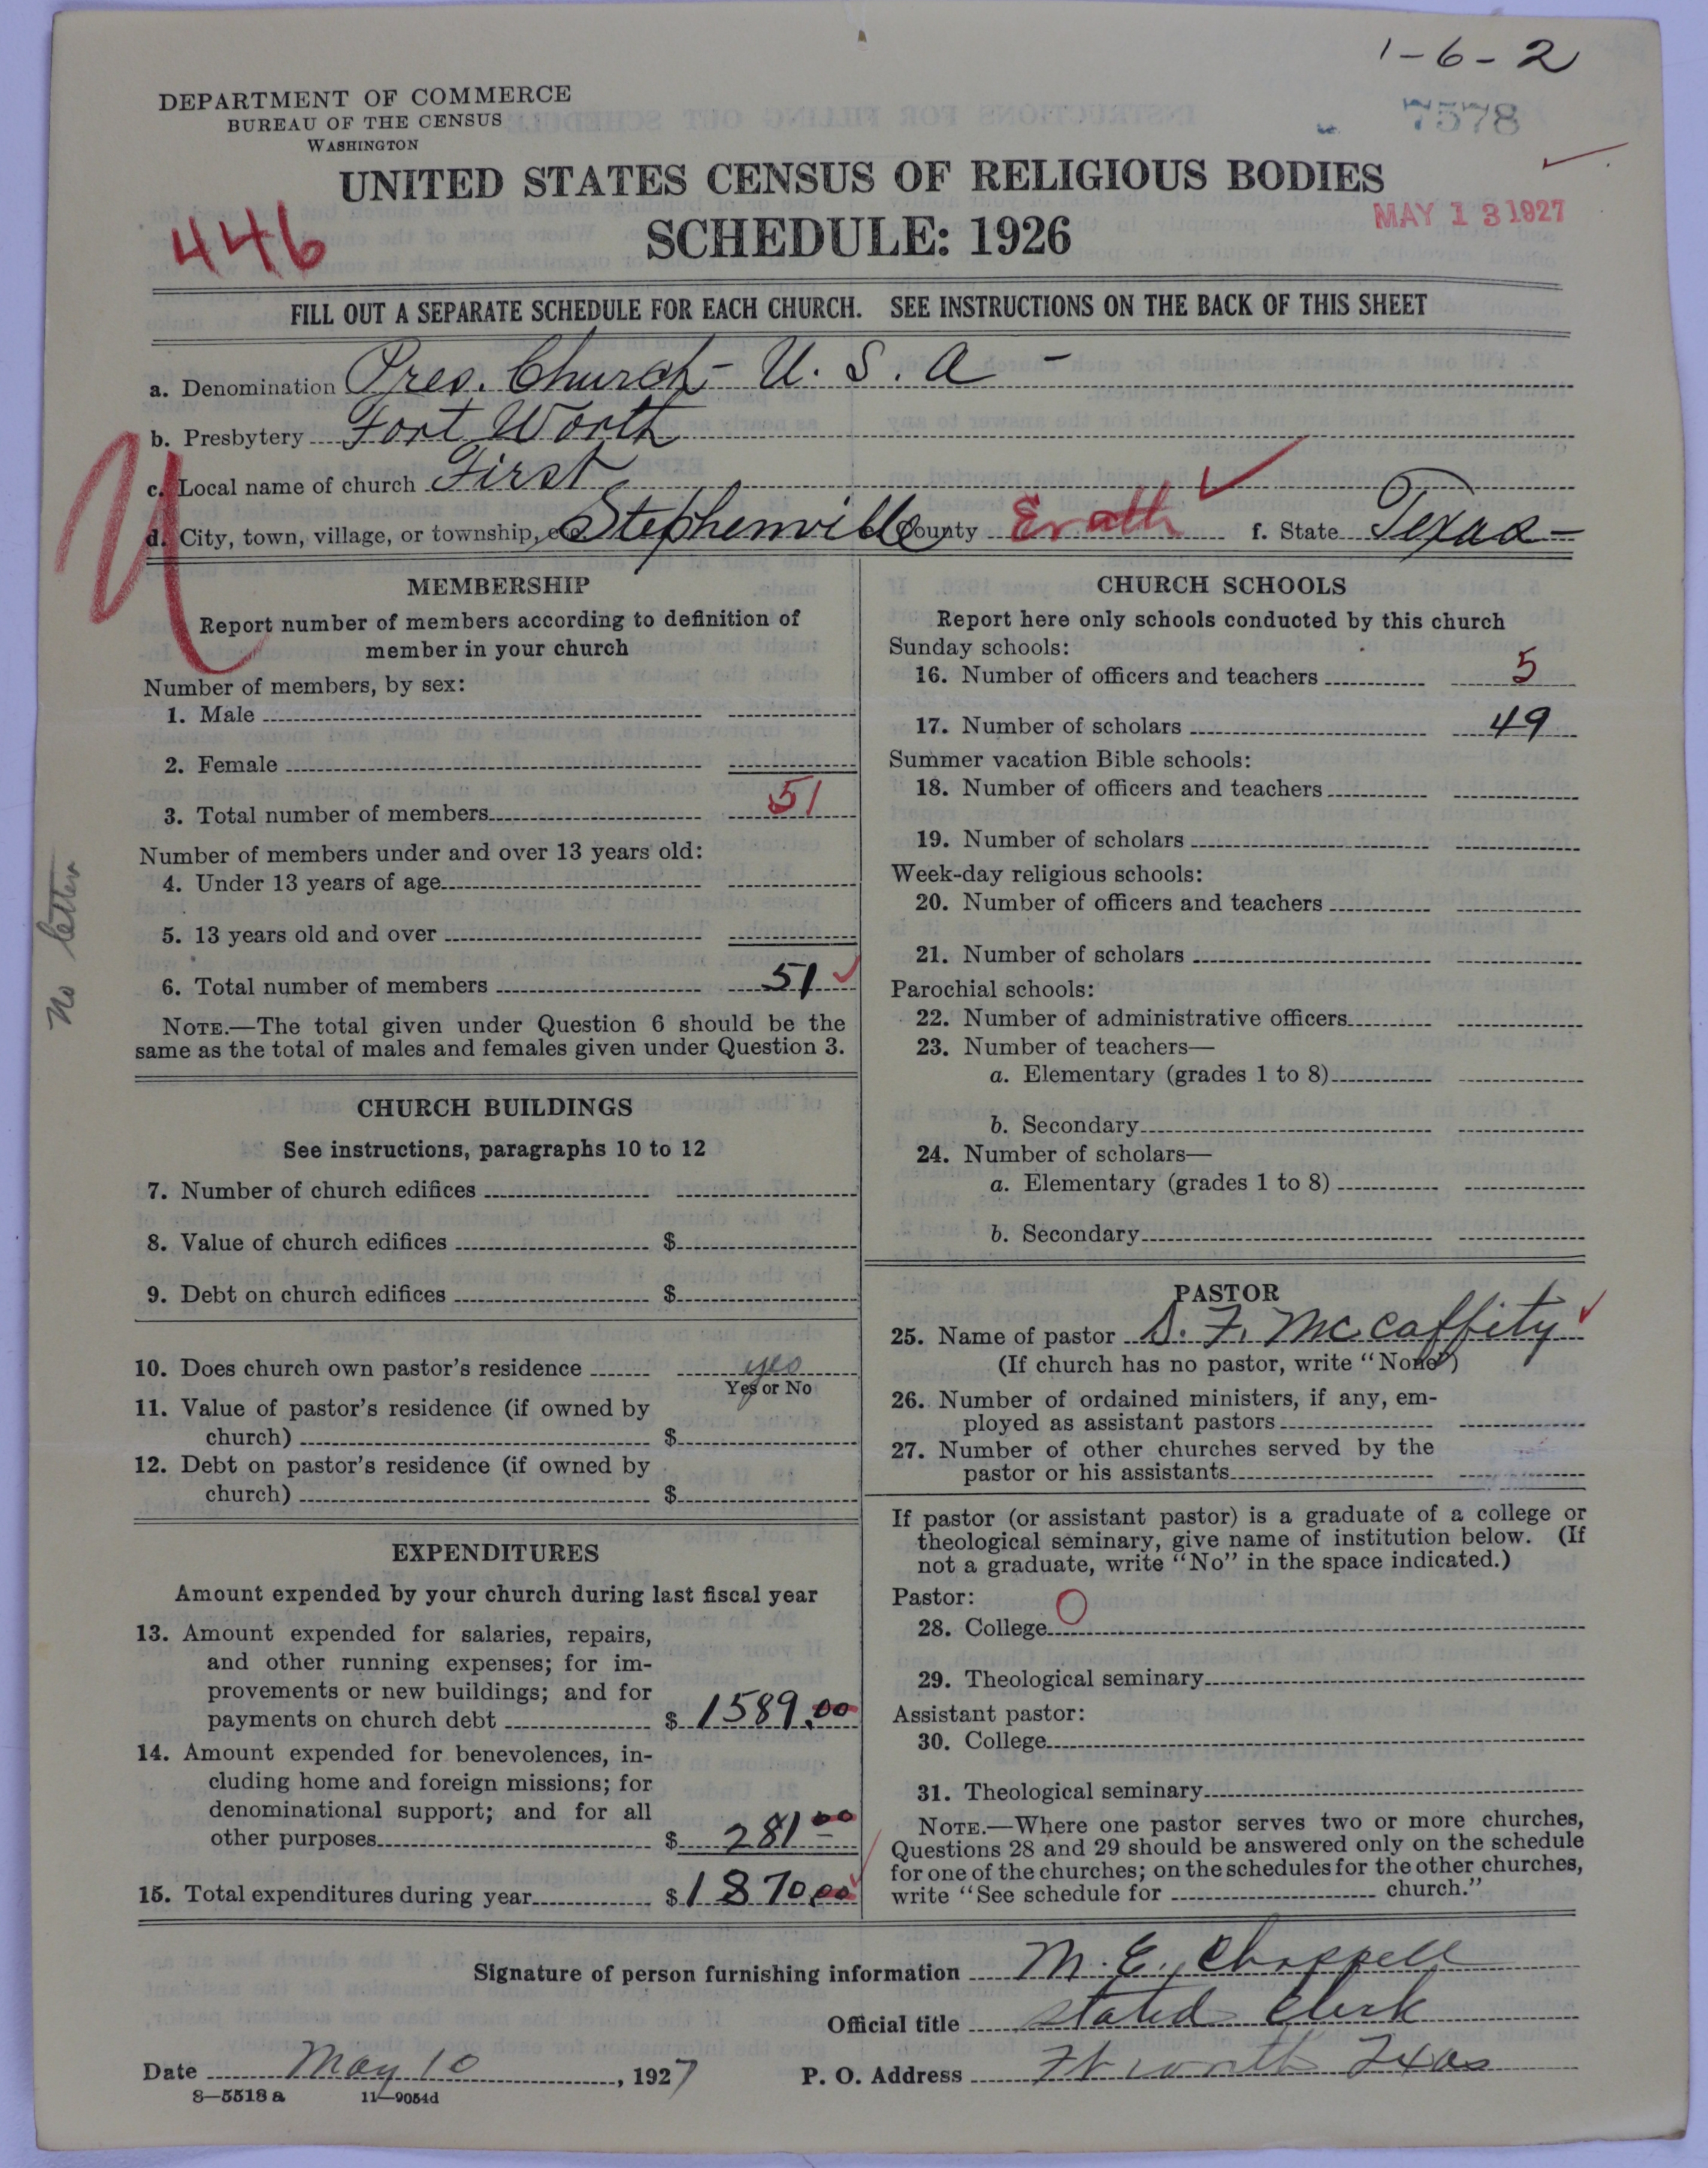 1-6-2
DEPARTMENT OF COMMERCE
BUREAU OF THE CENSUS
WASHINGTON
7578
UNITED STATES CENSUS OF RELIGIOUS BODIES
SCHEDULE: 1926
MAY 13 1927
446
FILL OUT A SEPARATE SCHEDULE FOR EACH CHURCH. SEE INSTRUCTIONS ON THE BACK OF THIS SHEET
a. Denomination Pres. Church - U. S. A -
b. Presbytery Fort Worth
c. Local name of church First
d. City, town, village, or township, etc Stephenville County Erath f. State Texas -
No letter
MEMBERSHIP
Report number of members according to definition of
member in your church
Number of members, by sex:
1. Male
2. Female
3. Total number of members 51
Number of members under and over 13 years old:
4. Under 13 years of age
5. 13 years old and over
6. Total number of members 51
NOTE.—The total given under Question 6 should be the
same as the total of males and females given under Question 3.
CHURCH BUILDINGS
See instructions, paragraphs 10 to 12
7. Number of church edifices
8. Value of church edifices $
9. Debt on church edifices $
10. Does church own pastor's residence yes
Yes or No
11. Value of pastor's residence (if owned by
church) $
12. Debt on pastor's residence (if owned by
church) $
EXPENDITURES
Amount expended by your church during last fiscal year
13. Amount expended for salaries, repairs,
and other running expenses; for im-
provements or new buildings; and for
payments on church debt $ 1589.00
14. Amount expended for benevolences, in-
cluding home and foreign missions; for
denominational support; and for all
other purposes $ 281 00
15. Total expenditures during year $ 1870.00
CHURCH SCHOOLS
Report here only schools conducted by this church
Sunday schools:
16. Number of officers and teachers 5
17. Number of scholars 49
Summer vacation Bible schools:
18. Number of officers and teachers
19. Number of scholars
Week-day religious schools:
20. Number of officers and teachers
21. Number of scholars
Parochial schools:
22. Number of administrative officers
23. Number of teachers—
a. Elementary (grades 1 to 8)
b. Secondary
24. Number of scholars—
a. Elementary (grades 1 to 8)
b. Secondary
PASTOR
25. Name of pastor S. F. McCaffity
(If church has no pastor, write "None")
26. Number of ordained ministers, if any, em-
ployed as assistant pastors
27. Number of other churches served by the
pastor or his assistants
If pastor (or assistant pastor) is a graduate of a college or
theological seminary, give name of institution below. (If
not a graduate, write "No" in the space indicated.)
Pastor:
28. College O
29. Theological seminary
Assistant pastor:
30. College
31. Theological seminary
NOTE.—Where one pastor serves two or more churches,
Questions 28 and 29 should be answered only on the schedule
for one of the churches; on the schedules for the other churches,
write "See schedule for church."
Signature of person furnishing information M. E. Chappell
Official title stated clerk
Date May 10, 1927 P. O. Address Ft Worth Texas
8—5518 a 11—9054d